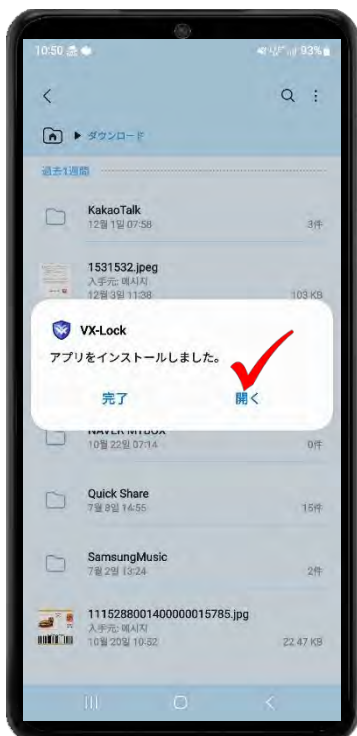 10:50
93%
ダウンロード
過去1週間
KakaoTalk
12월 1일 07:58
3件
1531532.jpeg
入手元: 메시지
12월 3일 11:38
103 KB
VX-Lock
アプリをインストールしました。
完了
開く
NAVER MYBOX
10월 22일 07:14
0件
Quick Share
7월 8일 14:55
15件
SamsungMusic
7월 2일 13:24
2件
1115288001400000015785.jpg
入手元: 메시지
10월 20일 10:52
22.47 KB